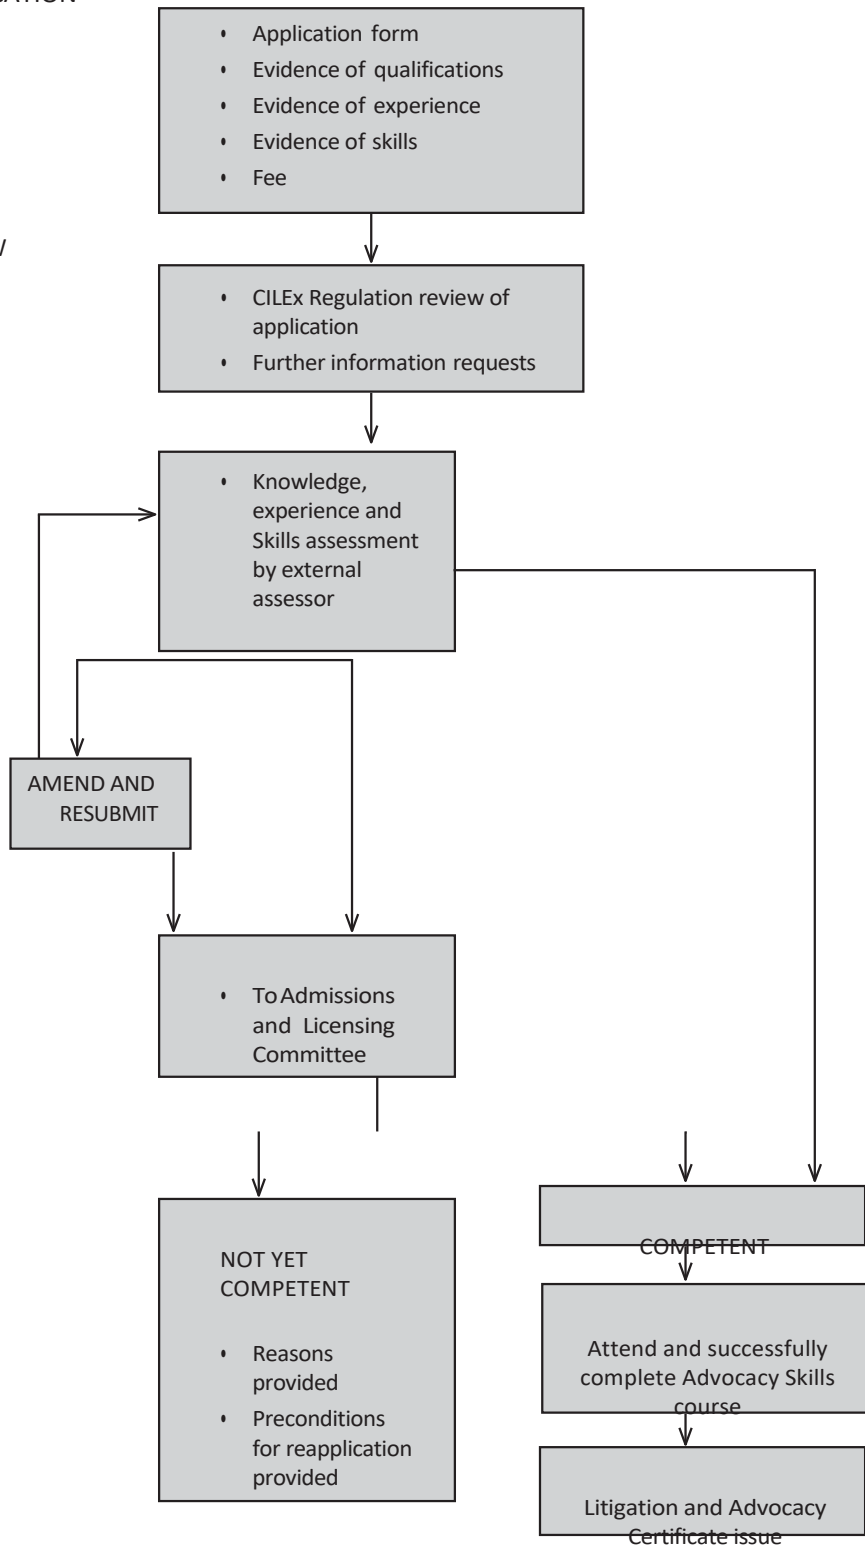 Application form
Evidence of qualifications
Evidence of experience
Evidence of skills
Fee
CILEx Regulation review of
application
Further information requests
Knowledge,
experience and
Skills assessment
by external
assessor
AMEND AND
RESUBMIT
To Admissions
and Licensing
Committee
NOT YET
COMPETENT
Reasons
provided
Preconditions
for reapplication
provided
COMPETENT
Attend and successfully
complete Advocacy Skills
course
Litigation and Advocacy
Certificate issue